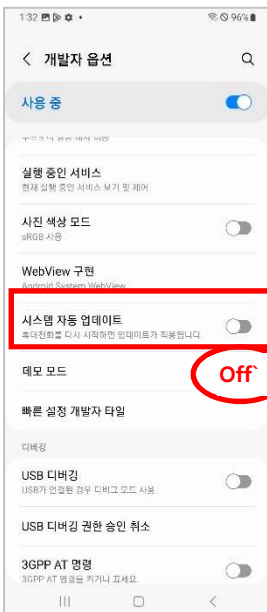 1:32
96%
개발자 옵션
사용 중
실행 중인 서비스
현재 실행 중인 서비스 보기 및 제어
사진 색상 모드
sRGB 사용
WebView 구현
Android System WebView
시스템 자동 업데이트
휴대전화를 다시 시작하면 업데이트가 적용됩니다.
데모 모드
Off`
빠른 설정 개발자 타일
디버깅
USB 디버깅
USB가 연결된 경우 디버그 모드 사용
USB 디버깅 권한 승인 취소
3GPP AT 명령
3GPP AT 명령을 키거나 끄세요.